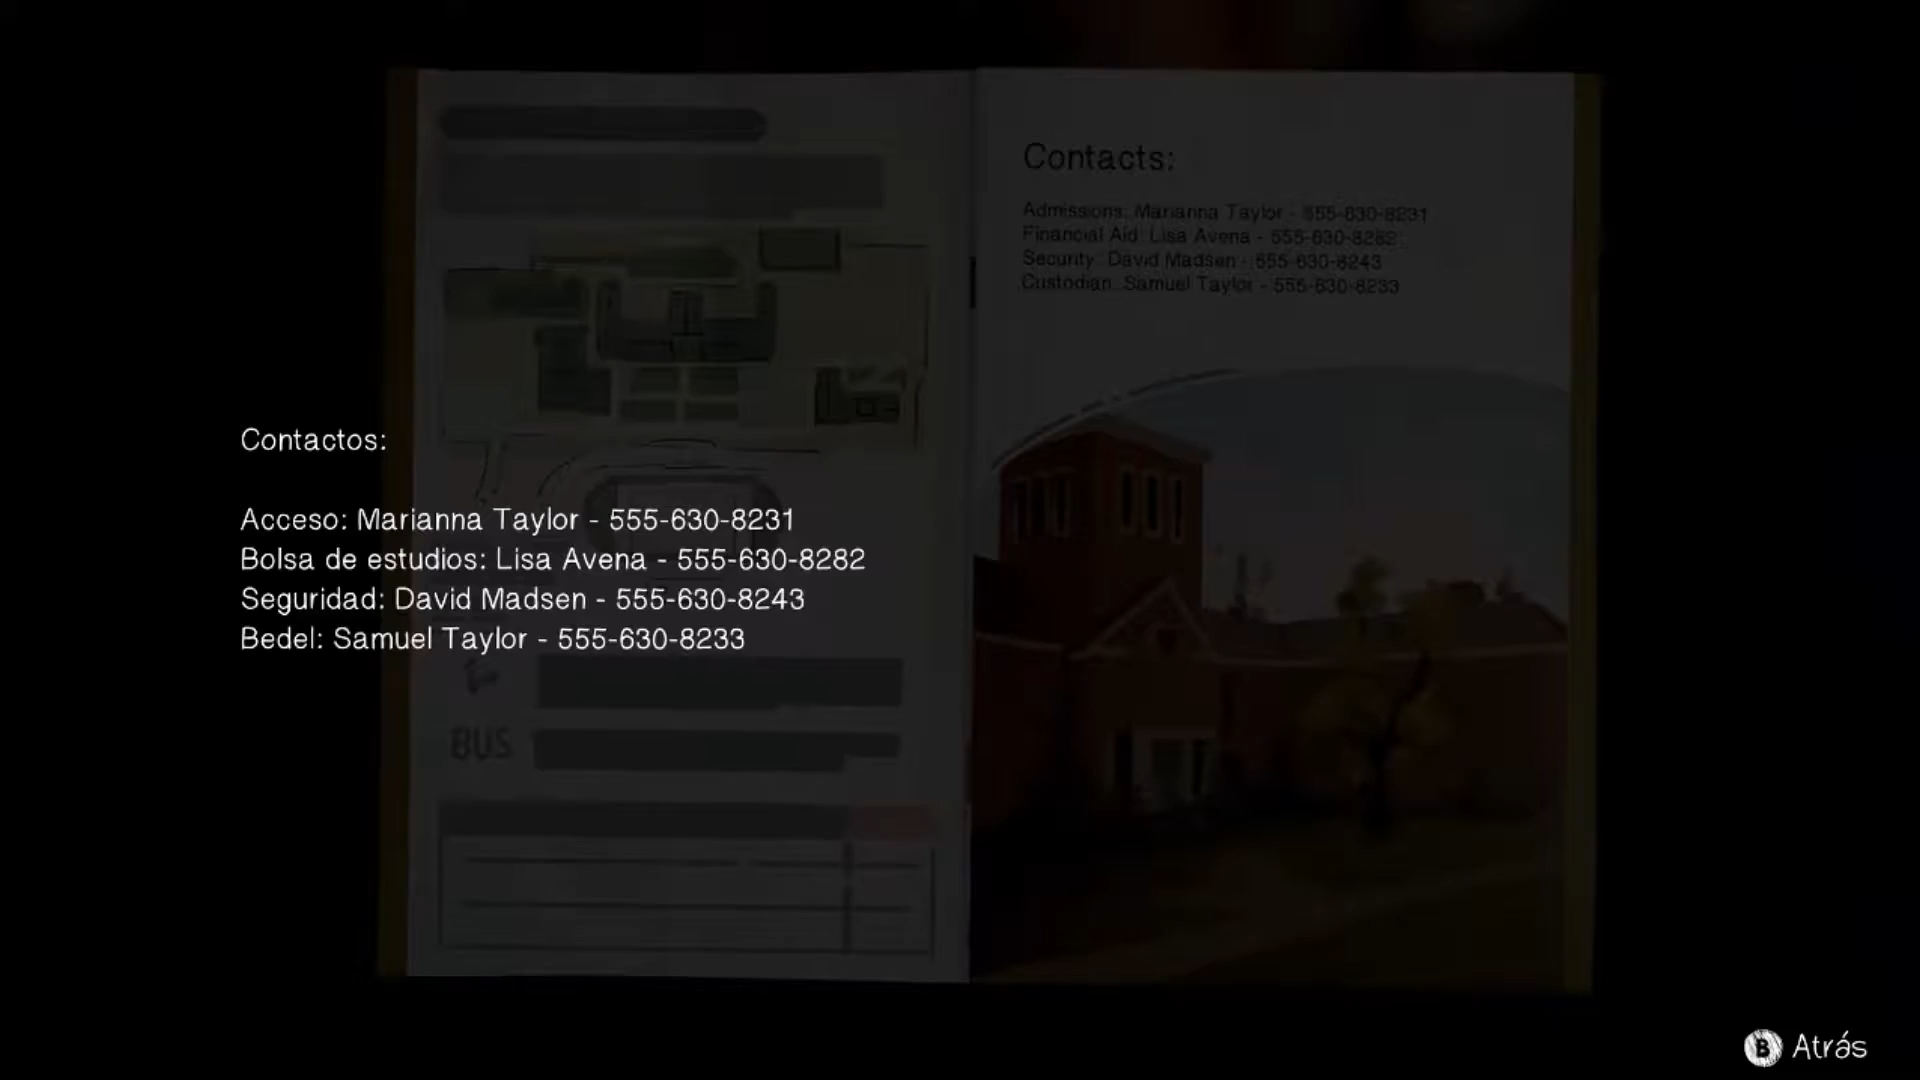 Contacts:
Admissions: Marianna Taylor - 555-630-8231
Financial Aid: Lisa Avena - 555-630-8282
Security: David Madsen - 555-630-8243
Custodian: Samuel Taylor - 555-630-8233
Contactos:
Acceso: Marianna Taylor - 555-630-8231
Bolsa de estudios: Lisa Avena - 555-630-8282
Seguridad: David Madsen - 555-630-8243
Bedel: Samuel Taylor - 555-630-8233
BUS
B Atrás